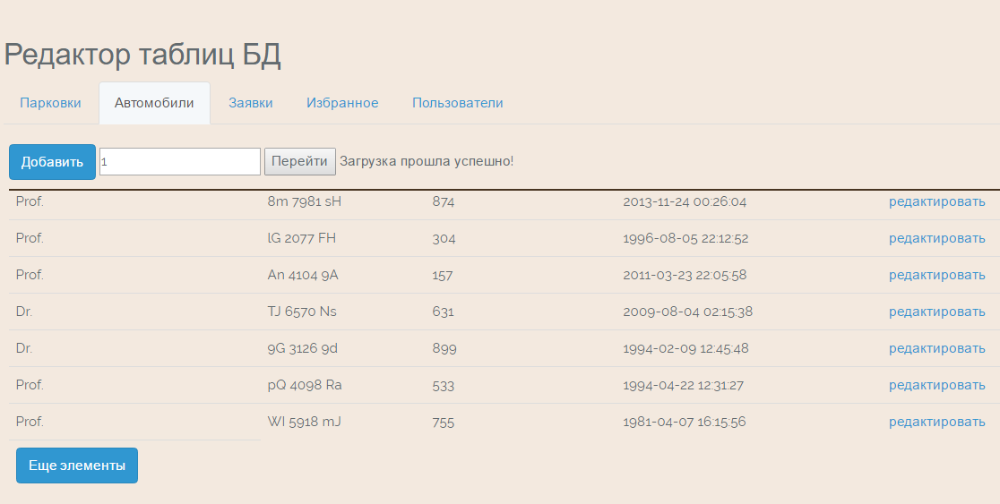 Редактор таблиц БД
Парковки Автомобили Заявки Избранное Пользователи
Добавить 1 Перейти Загрузка прошла успешно!
Prof. 8m 7981 sH 874 2013-11-24 00:26:04 редактировать
Prof. lG 2077 FH 304 1996-08-05 22:12:52 редактировать
Prof. An 4104 9A 157 2011-03-23 22:05:58 редактировать
Dr. TJ 6570 Ns 631 2009-08-04 02:15:38 редактировать
Dr. 9G 3126 9d 899 1994-02-09 12:45:48 редактировать
Prof. pQ 4098 Ra 533 1994-04-22 12:31:27 редактировать
Prof. WI 5918 mJ 755 1981-04-07 16:15:56 редактировать
Еще элементы